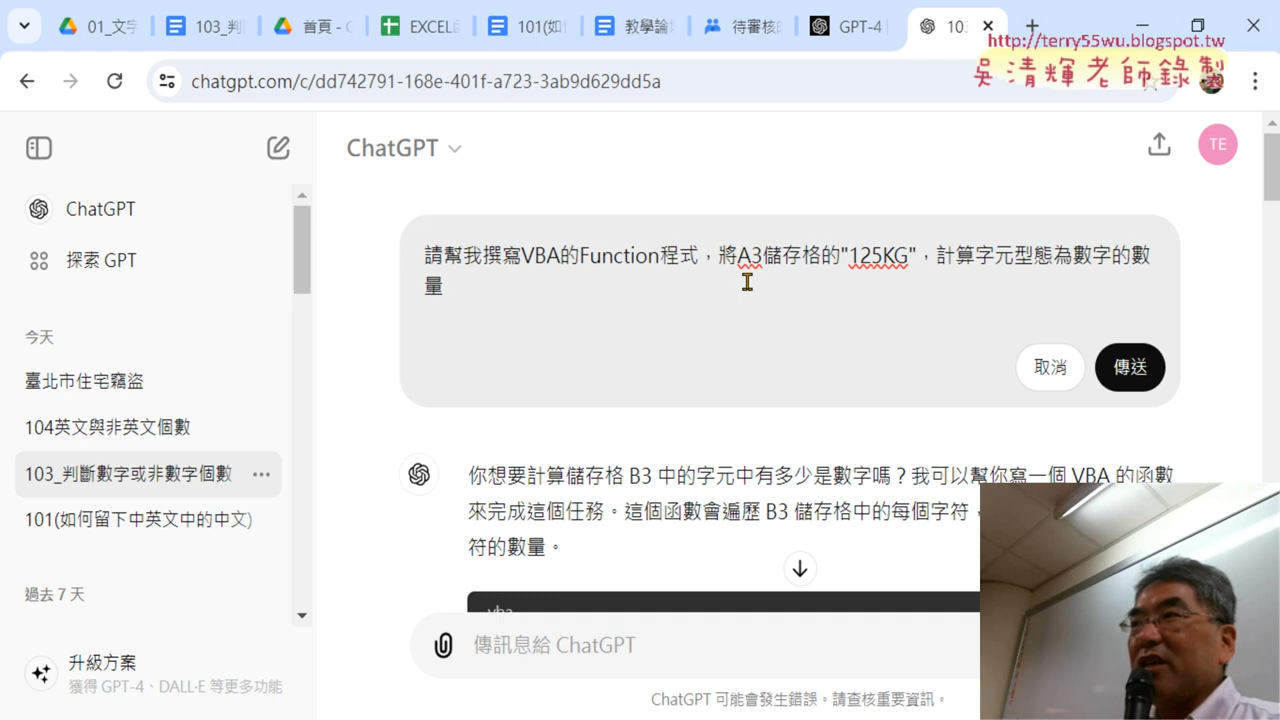 01_文字
103_判
首頁 - C
EXCEL
101(如
教學論
待審核
GPT-4
103
http://terry55wu.blogspot.tw
吳清輝老師錄製
chatgpt.com/c/dd742791-168e-401f-a723-3ab9d629dd5a
ChatGPT
TE
ChatGPT
探索 GPT
今天
臺北市住宅竊盜
104英文與非英文個數
103_判斷數字或非數字個數
101(如何留下中英文中的中文)
過去 7 天
升級方案
獲得 GPT-4、DALL·E 等更多功能
請幫我撰寫VBA的Function程式，將A3儲存格的"125KG"，計算字元型態為數字的數
量
取消
傳送
你想要計算儲存格 B3 中的字元中有多少是數字嗎？我可以幫你寫一個 VBA 的函數
來完成這個任務。這個函數會遍歷 B3 儲存格中的每個字符，
符的數量。
vba
傳訊息給 ChatGPT
ChatGPT 可能會發生錯誤。請查核重要資訊。